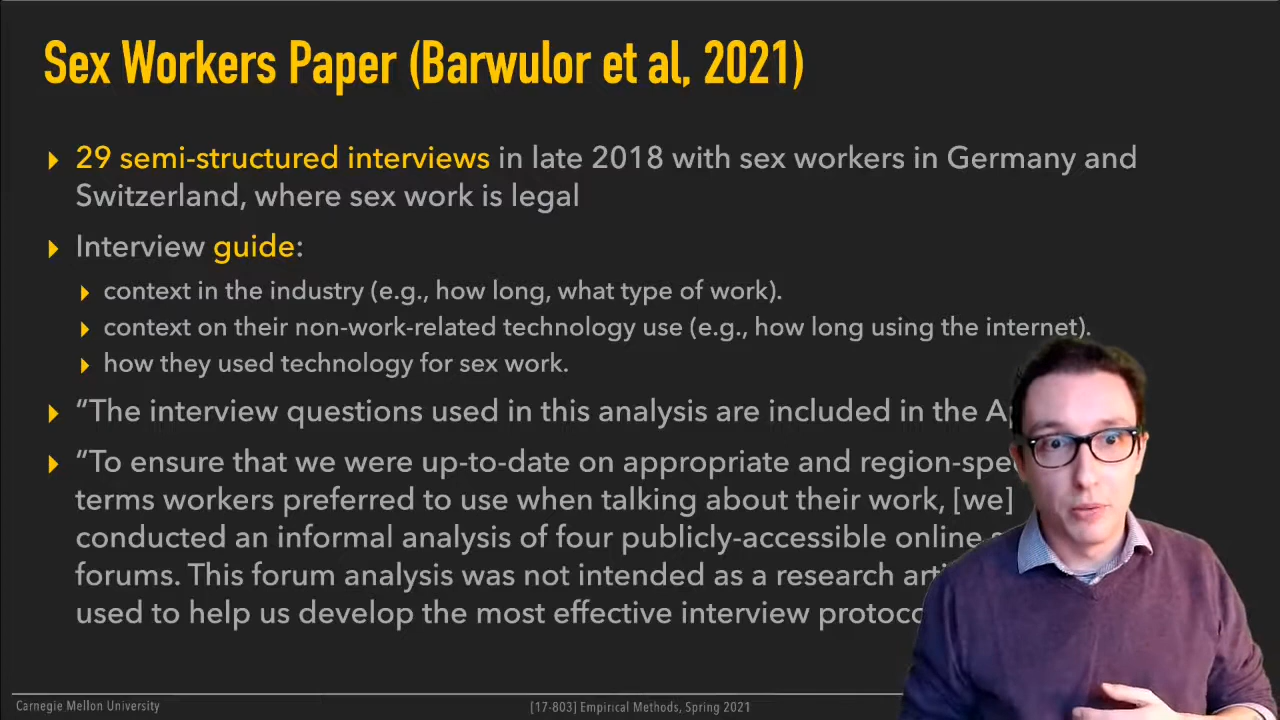 Sex Workers Paper (Barwulor et al, 2021)
29 semi-structured interviews in late 2018 with sex workers in Germany and
Switzerland, where sex work is legal
Interview guide:
context in the industry (e.g., how long, what type of work).
context on their non-work-related technology use (e.g., how long using the internet).
how they used technology for sex work.
“The interview questions used in this analysis are included in the
“To ensure that we were up-to-date on appropriate and
terms workers preferred to use when talking about their work, [we]
conducted an informal analysis of four publicly-accessible online
forums. This forum analysis was not intended as a research
used to help us develop the most effective interview
Carnegie Mellon University
[17-803] Empirical Methods, Spring 2021